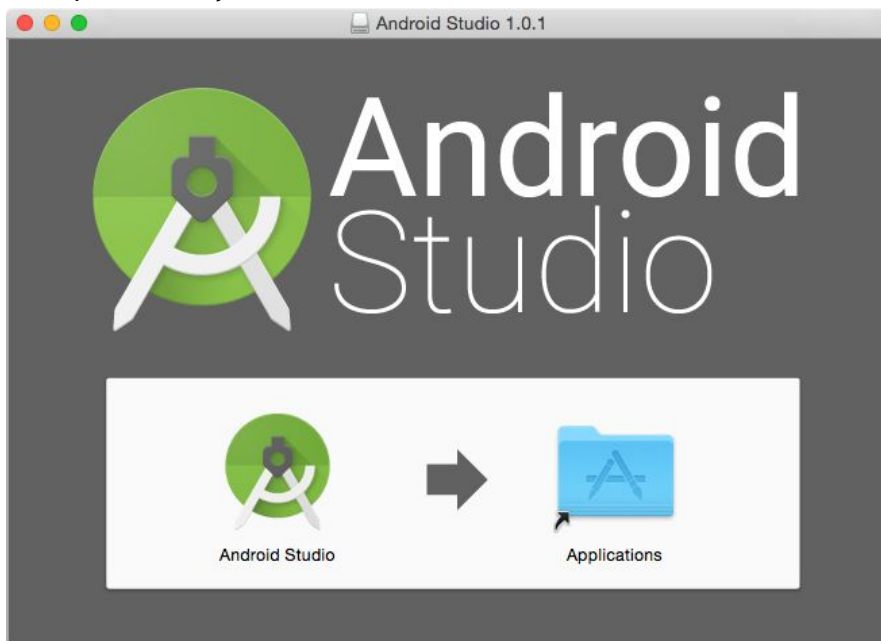 Android Studio 1.0.1
Android
Studio
Android Studio
Applications